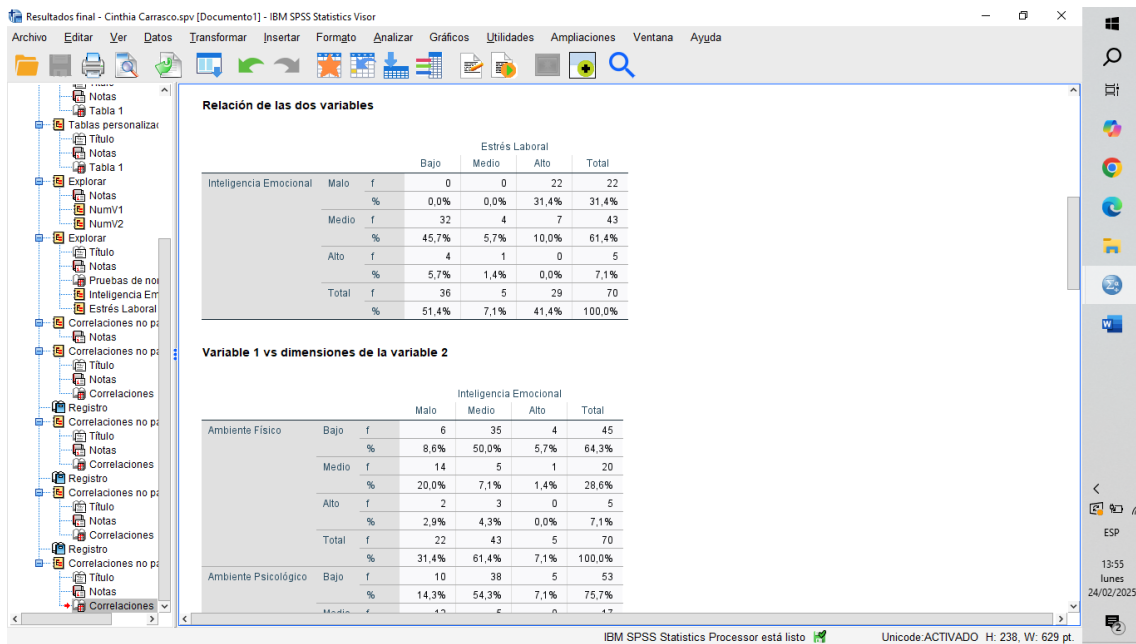 Resultados final - Cinthia Carrasco.spv [Documento1] - IBM SPSS Statistics Visor
Archivo Editar Ver Datos Transformar Insertar Formato Analizar Gráficos Utilidades Ampliaciones Ventana Ayuda
Notas
Tabla 1
Tablas personaliza
Título
Notas
Tabla 1
Explorar
Notas
NumV1
NumV2
Explorar
Título
Notas
Pruebas de nor
Inteligencia Em
Estrés Laboral
Correlaciones no pa
Notas
Correlaciones no pa
Título
Notas
Correlaciones
Registro
Correlaciones no pa
Título
Notas
Correlaciones
Registro
Correlaciones no pa
Título
Notas
Correlaciones
Registro
Correlaciones no pa
Título
Notas
Correlaciones
Relación de las dos variables
Estrés Laboral
Bajo Medio Alto Total
Inteligencia Emocional Malo f 0 0 22 22
% 0,0% 0,0% 31,4% 31,4%
Medio f 32 4 7 43
% 45,7% 5,7% 10,0% 61,4%
Alto f 4 1 0 5
% 5,7% 1,4% 0,0% 7,1%
Total f 36 5 29 70
% 51,4% 7,1% 41,4% 100,0%
Variable 1 vs dimensiones de la variable 2
Inteligencia Emocional
Malo Medio Alto Total
Ambiente Físico Bajo f 6 35 4 45
% 8,6% 50,0% 5,7% 64,3%
Medio f 14 5 1 20
% 20,0% 7,1% 1,4% 28,6%
Alto f 2 3 0 5
% 2,9% 4,3% 0,0% 7,1%
Total f 22 43 5 70
% 31,4% 61,4% 7,1% 100,0%
Ambiente Psicológico Bajo f 10 38 5 53
% 14,3% 54,3% 7,1% 75,7%
Medio f 12 5 0 17
IBM SPSS Statistics Processor está listo Unicode:ACTIVADO H: 238, W: 629 pt.
ESP
13:55
lunes
24/02/2025
2